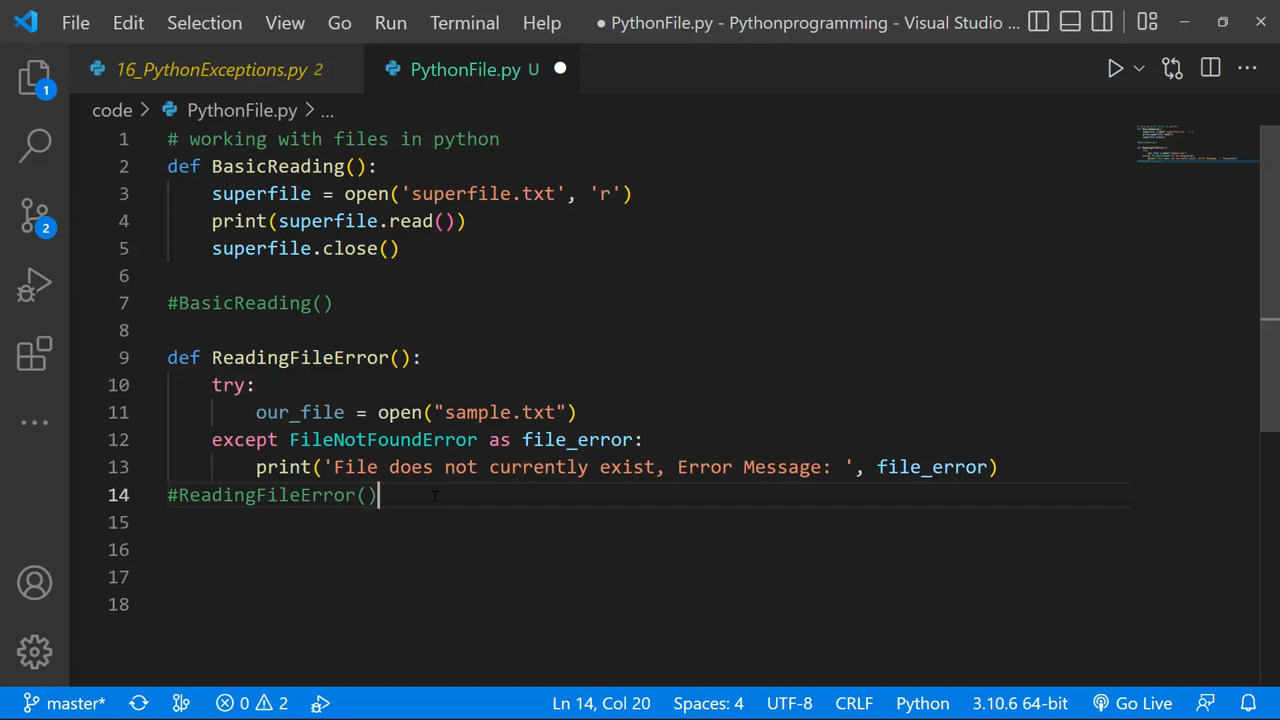 File Edit Selection View Go Run Terminal Help ● PythonFile.py - Pythonprogramming - Visual Studio ...
16_PythonExceptions.py 2 PythonFile.py U
1
code > PythonFile.py > ...
1 # working with files in python
2 def BasicReading():
3 superfile = open('superfile.txt', 'r')
4 print(superfile.read())
2
5 superfile.close()
6
7 #BasicReading()
8
9 def ReadingFileError():
10 try:
11 our_file = open("sample.txt")
12 except FileNotFoundError as file_error:
13 print('File does not currently exist, Error Message: ', file_error)
14 #ReadingFileError()
15
16
17
18
master* 0 2 Ln 14, Col 20 Spaces: 4 UTF-8 CRLF Python 3.10.6 64-bit Go Live